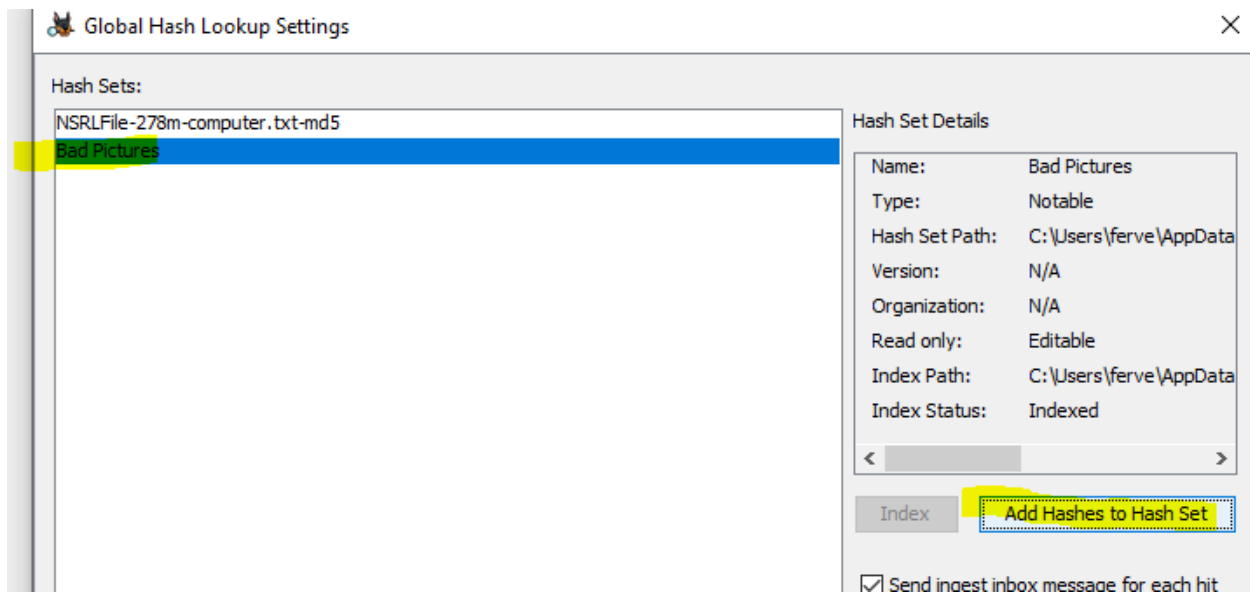 Global Hash Lookup Settings
Hash Sets:
NSRLFile-278m-computer.txt-md5
Bad Pictures
Hash Set Details
Name: Bad Pictures
Type: Notable
Hash Set Path: C:\Users\ferve\AppData
Version: N/A
Organization: N/A
Read only: Editable
Index Path: C:\Users\ferve\AppData
Index Status: Indexed
Index Add Hashes to Hash Set
Send ingest inbox message for each hit